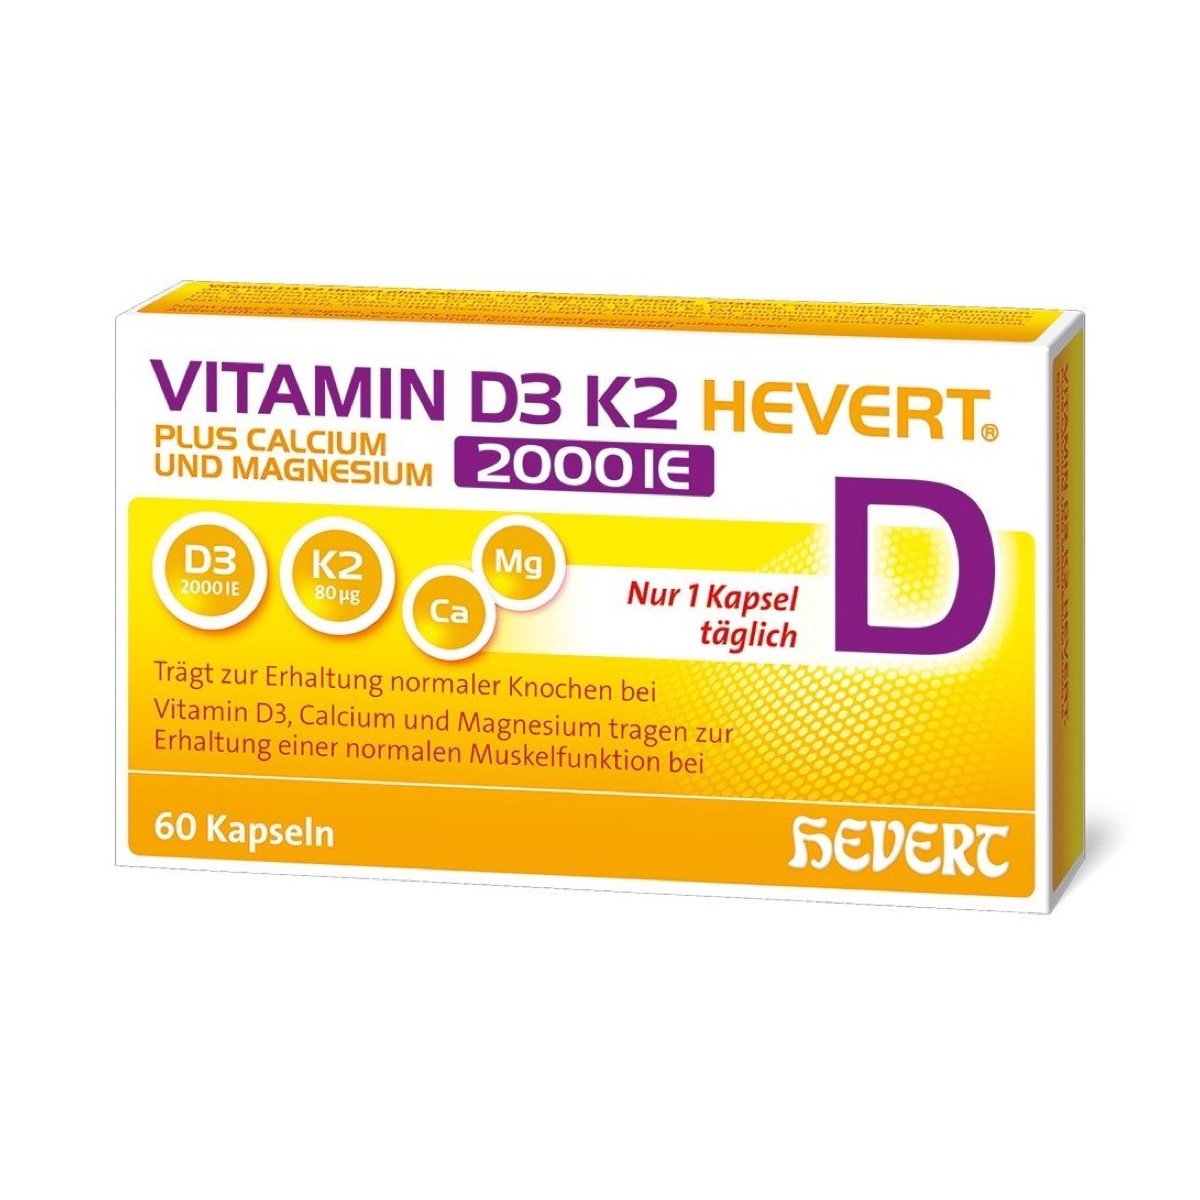 VITAMIN D3 K2 HEVERT®
PLUS CALCIUM
UND MAGNESIUM
2000 IE
D
D3
2000 IE
K2
80 µg
Ca
Mg
Nur 1 Kapsel
täglich
Trägt zur Erhaltung normaler Knochen bei
Vitamin D3, Calcium und Magnesium tragen zur
Erhaltung einer normalen Muskelfunktion bei
60 Kapseln
HEVERT